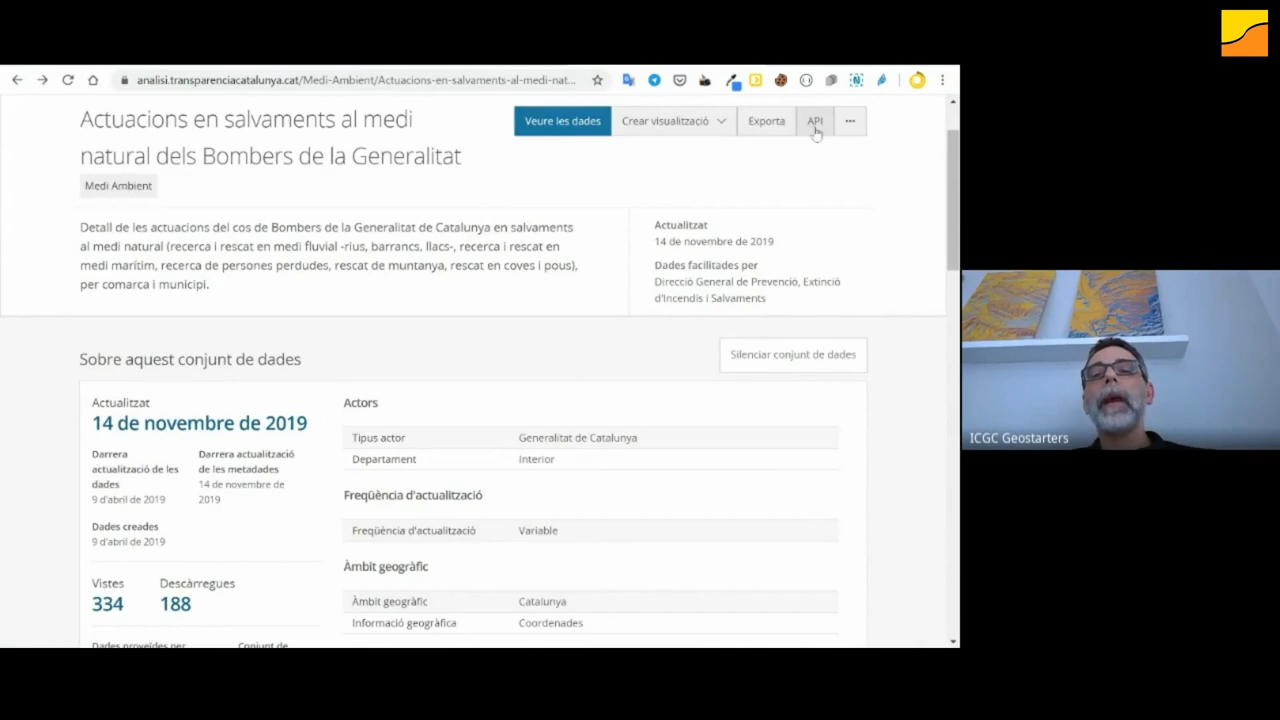 analisi.transparenciacatalunya.cat/Medi-Ambient/Actuacions-en-salvaments-al-medi-nat...
Actuacions en salvaments al medi
natural dels Bombers de la Generalitat
Veure les dades
Crear visualització
Exporta
API
Medi Ambient
Detall de les actuacions del cos de Bombers de la Generalitat de Catalunya en salvaments
al medi natural (recerca i rescat en medi fluvial -rius, barrancs, llacs-, recerca i rescat en
medi marítim, recerca de persones perdudes, rescat de muntanya, rescat en coves i pous),
per comarca i municipi.
Actualitzat
14 de novembre de 2019
Dades facilitades per
Direcció General de Prevenció, Extinció
d'Incendis i Salvaments
Sobre aquest conjunt de dades
Silenciar conjunt de dades
Actualitzat
14 de novembre de 2019
Darrera
actualització de les
dades
9 d'abril de 2019
Darrera actualització
de les metadades
14 de novembre de
2019
Dades creades
9 d'abril de 2019
Vistes
334
Descàrregues
188
Dades proveïdes per
Conjunt de
Actors
Tipus actor
Generalitat de Catalunya
Departament
Interior
Freqüència d'actualització
Freqüència d'actualització
Variable
Àmbit geogràfic
Àmbit geogràfic
Catalunya
Informació geogràfica
Coordenades
ICGC Geostarters